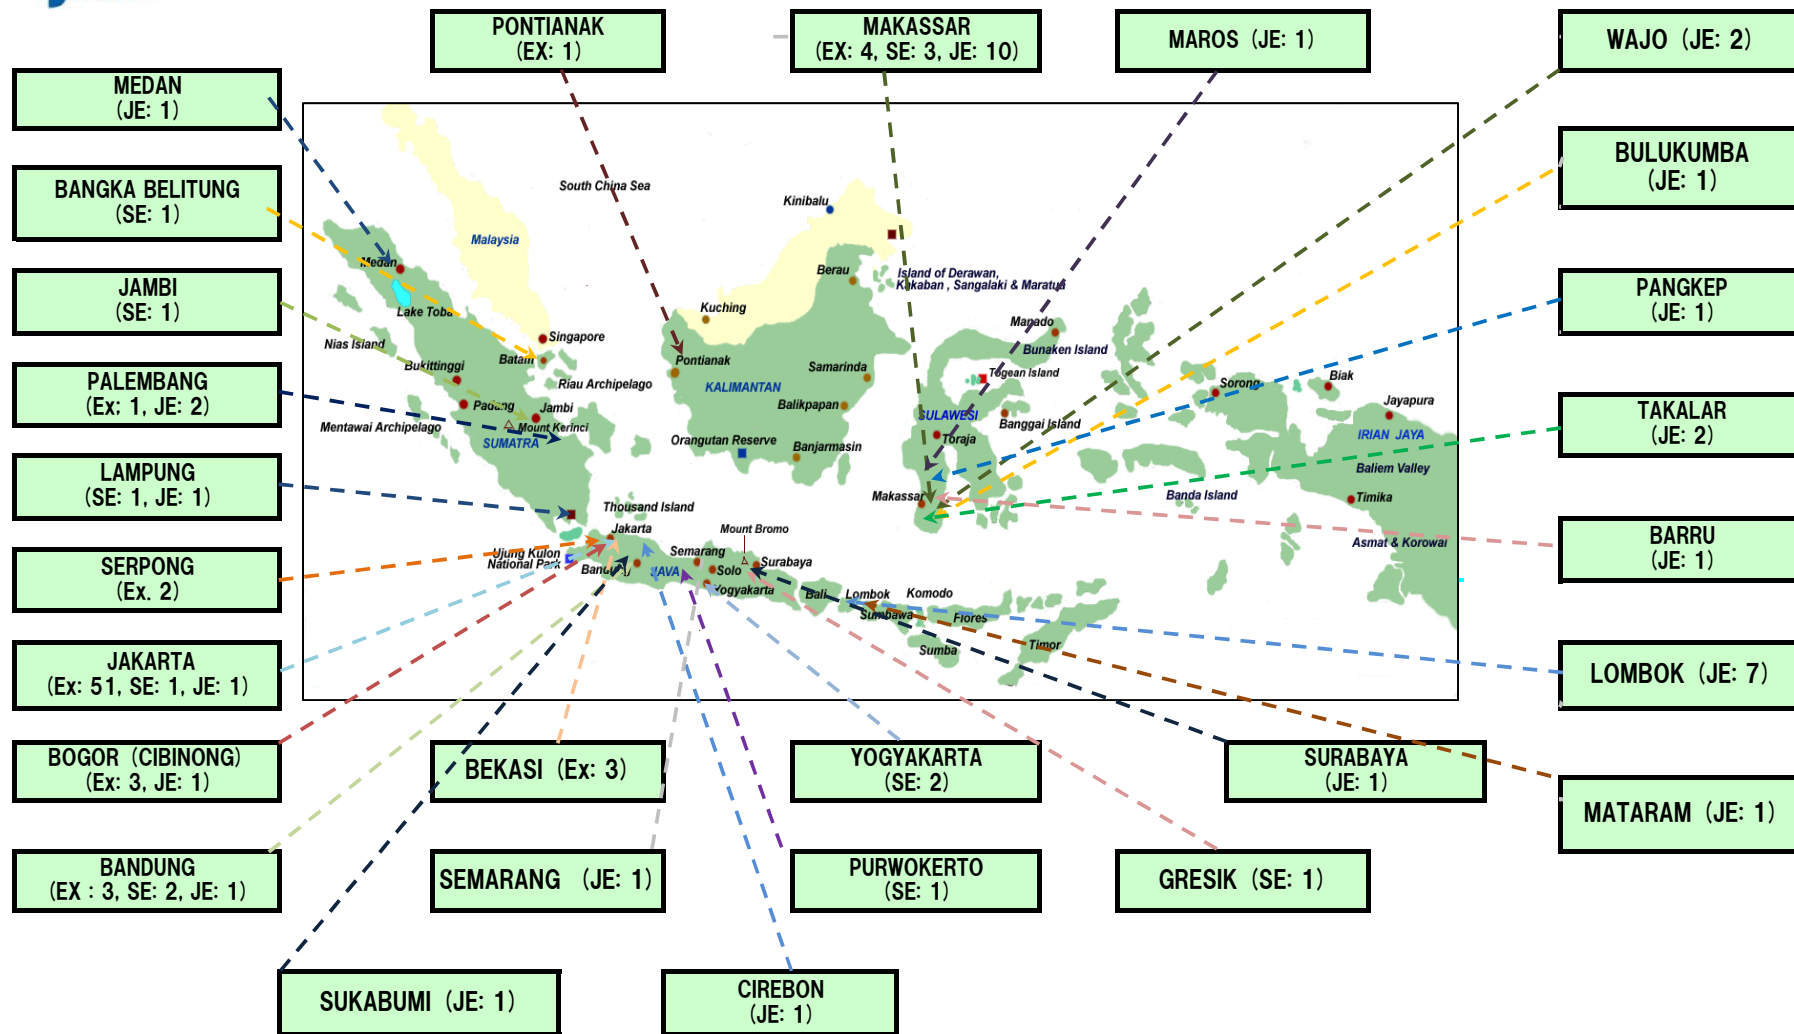 PONTIANAK
(EX: 1)
MAKASSAR
(EX: 4, SE: 3, JE: 10)
MAROS (JE: 1)
WAJO (JE: 2)
MEDAN
(JE: 1)
BANGKA BELITUNG
(SE: 1)
JAMBI
(SE: 1)
PALEMBANG
(Ex: 1, JE: 2)
LAMPUNG
(SE: 1, JE: 1)
SERPONG
(Ex. 2)
JAKARTA
(Ex: 51, SE: 1, JE: 1)
BOGOR (CIBINONG)
(Ex: 3, JE: 1)
BANDUNG
(EX : 3, SE: 2, JE: 1)
BULUKUMBA
(JE: 1)
PANGKEP
(JE: 1)
TAKALAR
(JE: 2)
BARRU
(JE: 1)
LOMBOK (JE: 7)
MATARAM (JE: 1)
BEKASI (Ex: 3)
YOGYAKARTA
(SE: 2)
SURABAYA
(JE: 1)
SEMARANG (JE: 1)
PURWOKERTO
(SE: 1)
GRESIK (SE: 1)
SUKABUMI (JE: 1)
CIREBON
(JE: 1)
South China Sea
Kinibalu
Malaysia
Medan
Berau
Island of Derawan,
Kakaban , Sangalaki & Maratua
Lake Toba
Kuching
Nias Island
Singapore
Manado
Bunaken Island
Bukittinggi
Batam
Pontianak
Samarinda
Togean Island
Riau Archipelago
KALIMANTAN
Sorong
Biak
Padang
Jambi
Balikpapan
SULAWESI
Banggai Island
Jayapura
Mentawai Archipelago
Mount Kerinci
SUMATRA
Orangutan Reserve
Banjarmasin
Toraja
IRIAN JAYA
Baliem Valley
Makassar
Banda Island
Timika
Thousand Island
Jakarta
Mount Bromo
Asmat & Korowai
Ujung Kulon
National Park
Semarang
Surabaya
JAVA
Solo
Yogyakarta
Bali
Lombok
Komodo
Sumbawa
Flores
Sumba
Timor